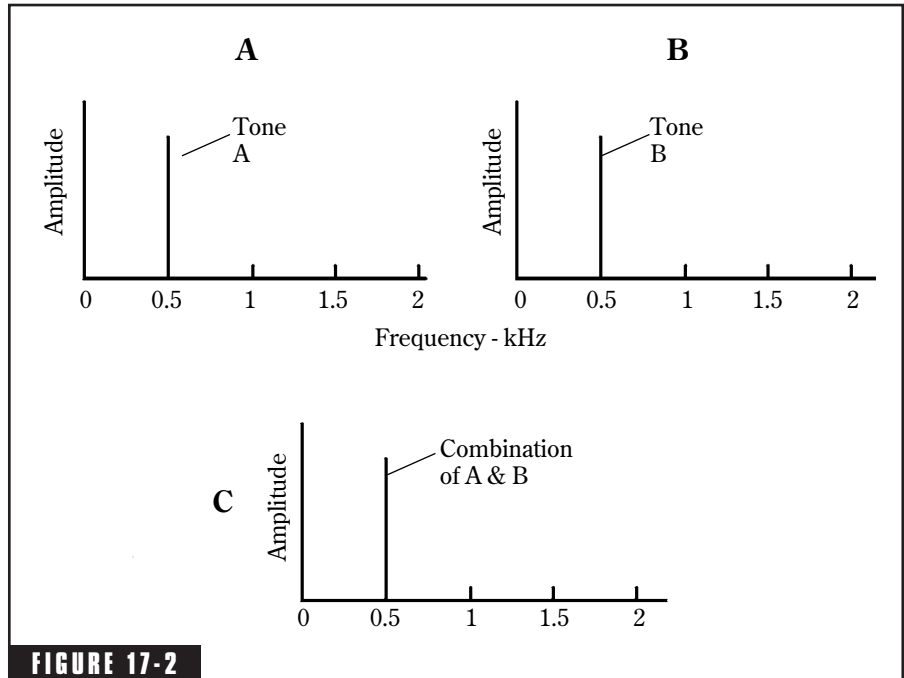 A
Amplitude
Tone
A
0 0.5 1 1.5 2
B
Amplitude
Tone
B
0 0.5 1 1.5 2
Frequency - kHz
C
Amplitude
Combination
of A & B
0 0.5 1 1.5 2
FIGURE 17-2